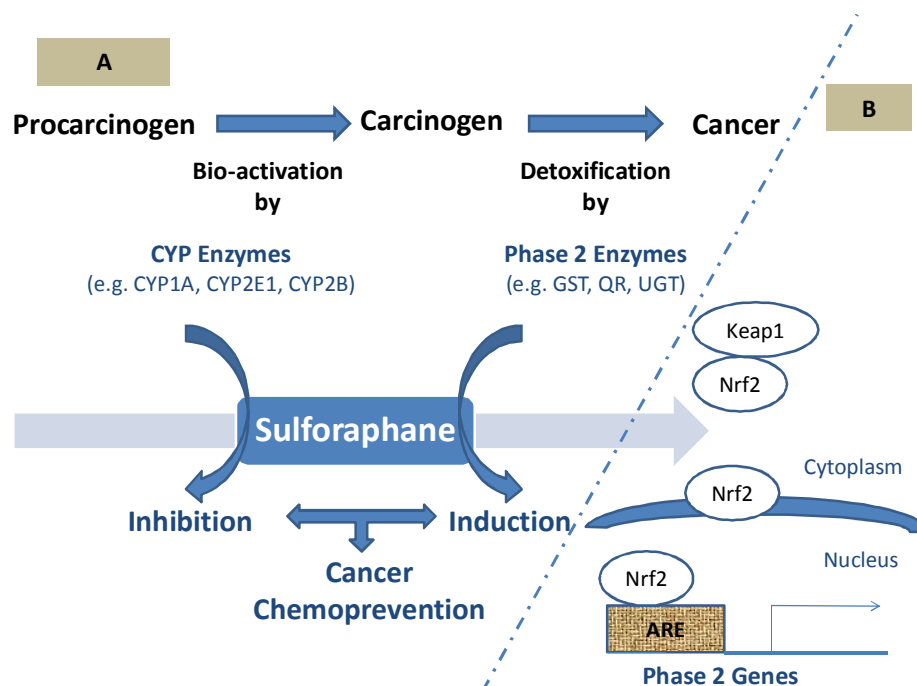 A
B
Procarcinogen
Carcinogen
Cancer
Bio-activation
by
Detoxification
by
CYP Enzymes
(e.g. CYP1A, CYP2E1, CYP2B)
Phase 2 Enzymes
(e.g. GST, QR, UGT)
Sulforaphane
Inhibition
Induction
Cancer
Chemoprevention
Keap1
Nrf2
Cytoplasm
Nrf2
Nucleus
Nrf2
ARE
Phase 2 Genes